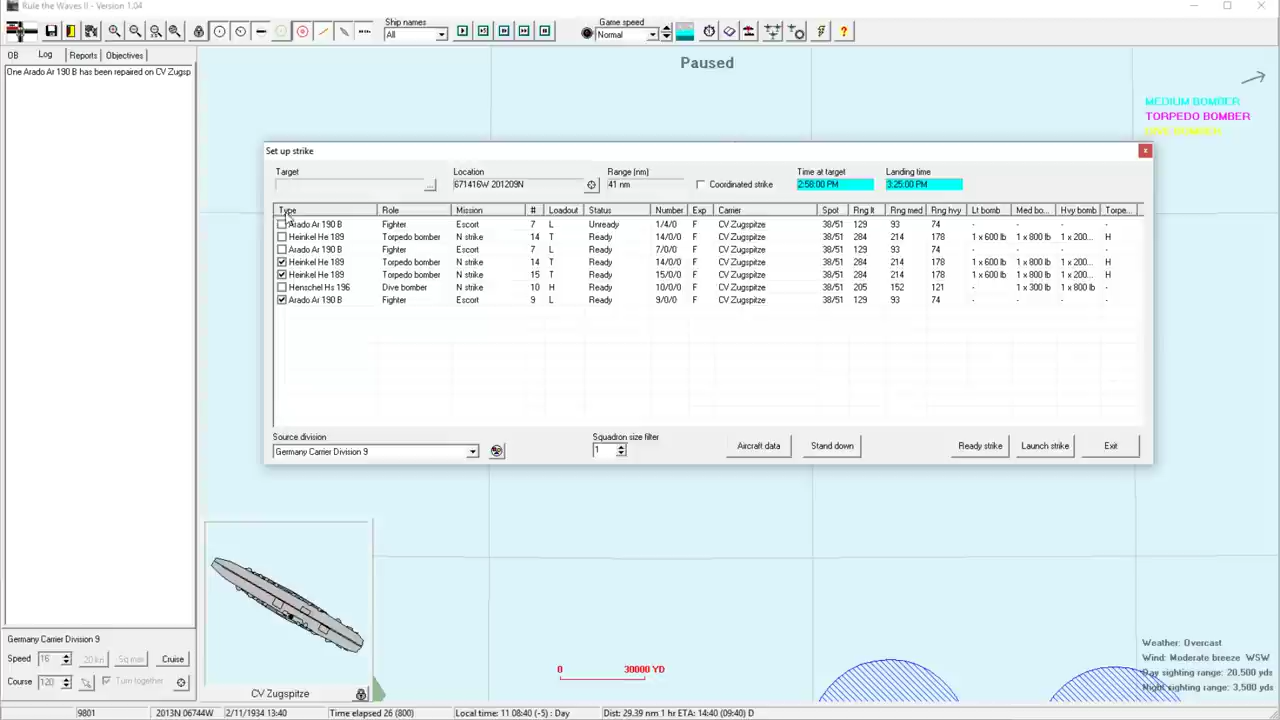 Rule the Waves II - Version 1.04
Ship names
All
Game speed
Normal
OB Log Reports Objectives
One Arado Ar 190 B has been repaired on CV Zugsp
Paused
MEDIUM BOMBER
TORPEDO BOMBER
DIVE BOMBER
Set up strike
Target Location Range (nm) Time at target Landing time
... 671416W 201209N 41 nm Coordinated strike 2:58:00 PM 3:25:00 PM
Type Role Mission # Loadout Status Number Exp Carrier Spot Rng lt Rng med Rng hvy Lt bomb Med bo... Hvy bomb Torpe...
Arado Ar 190 B Fighter Escort 7 L Unready 1/4/0 F CV Zugspitze 38/51 129 93 74 - - - -
Heinkel He 189 Torpedo bomber N strike 14 T Ready 14/0/0 F CV Zugspitze 38/51 284 214 178 1 x 600 lb 1 x 800 lb 1 x 200... H
Arado Ar 190 B Fighter Escort 7 L Ready 7/0/0 F CV Zugspitze 38/51 129 93 74 - - - -
Heinkel He 189 Torpedo bomber N strike 14 T Ready 14/0/0 F CV Zugspitze 38/51 284 214 178 1 x 600 lb 1 x 800 lb 1 x 200... H
Heinkel He 189 Torpedo bomber N strike 15 T Ready 15/0/0 F CV Zugspitze 38/51 284 214 178 1 x 600 lb 1 x 800 lb 1 x 200... H
Henschel Hs 196 Dive bomber N strike 10 H Ready 10/0/0 F CV Zugspitze 38/51 205 152 121 - 1 x 300 lb 1 x 800 lb -
Arado Ar 190 B Fighter Escort 9 L Ready 9/0/0 F CV Zugspitze 38/51 129 93 74 - - - -
Source division
Germany Carrier Division 9
Squadron size filter
1
Aircraft data Stand down Ready strike Launch strike Exit
CV Zugspitze
0 30000 YD
Germany Carrier Division 9
Speed 16 20 kn Sq max Cruise
Course 120 Turn together
Weather: Overcast
Wind: Moderate breeze WSW
Day sighting range: 20,500 yds
Night sighting range: 3,500 yds
9801 2013N 06744W 2/11/1934 13:40 Time elapsed 26 (800) Local time: 11 08:40 (-5) : Day Dist: 29.39 nm 1 hr ETA: 14:40 (09:40) D